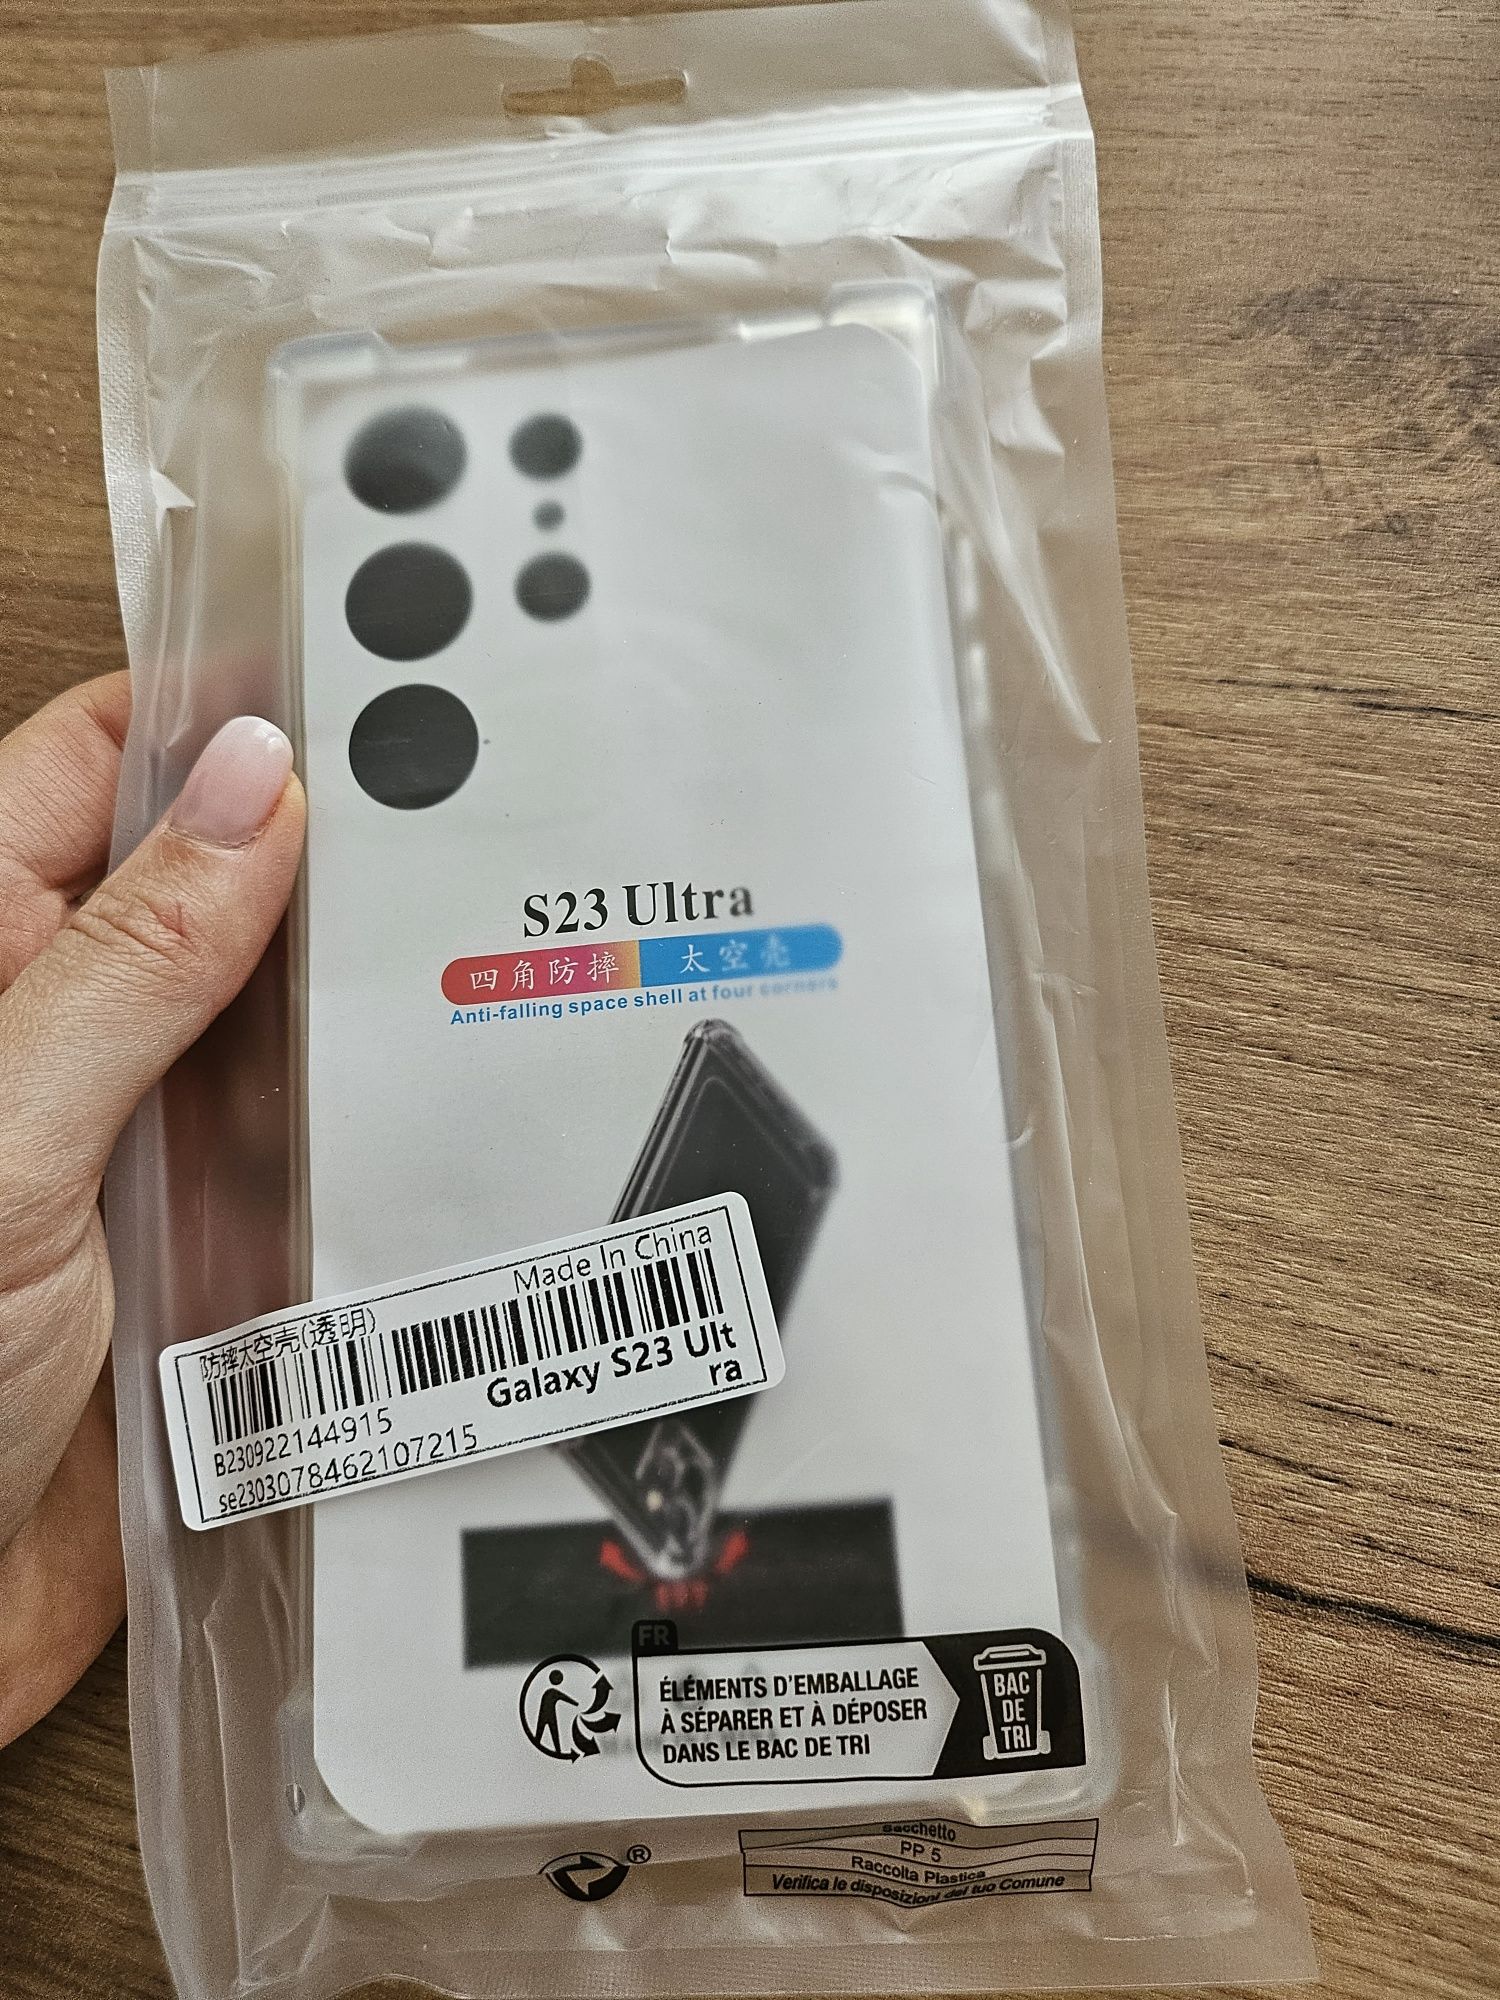 S23 Ultra
四角防摔 太空壳
Anti-falling space shell at four corners
Made In China
防摔太空壳(透明)
Galaxy S23 Ult
ra
B230922144915
se2303078462107215
FR
ÉLÉMENTS D'EMBALLAGE
À SÉPARER ET À DÉPOSER
DANS LE BAC DE TRI
BAC
DE
TRI
®
Sacchetto
PP 5
Raccolta Plastica
Verifica le disposizioni del tuo Comune